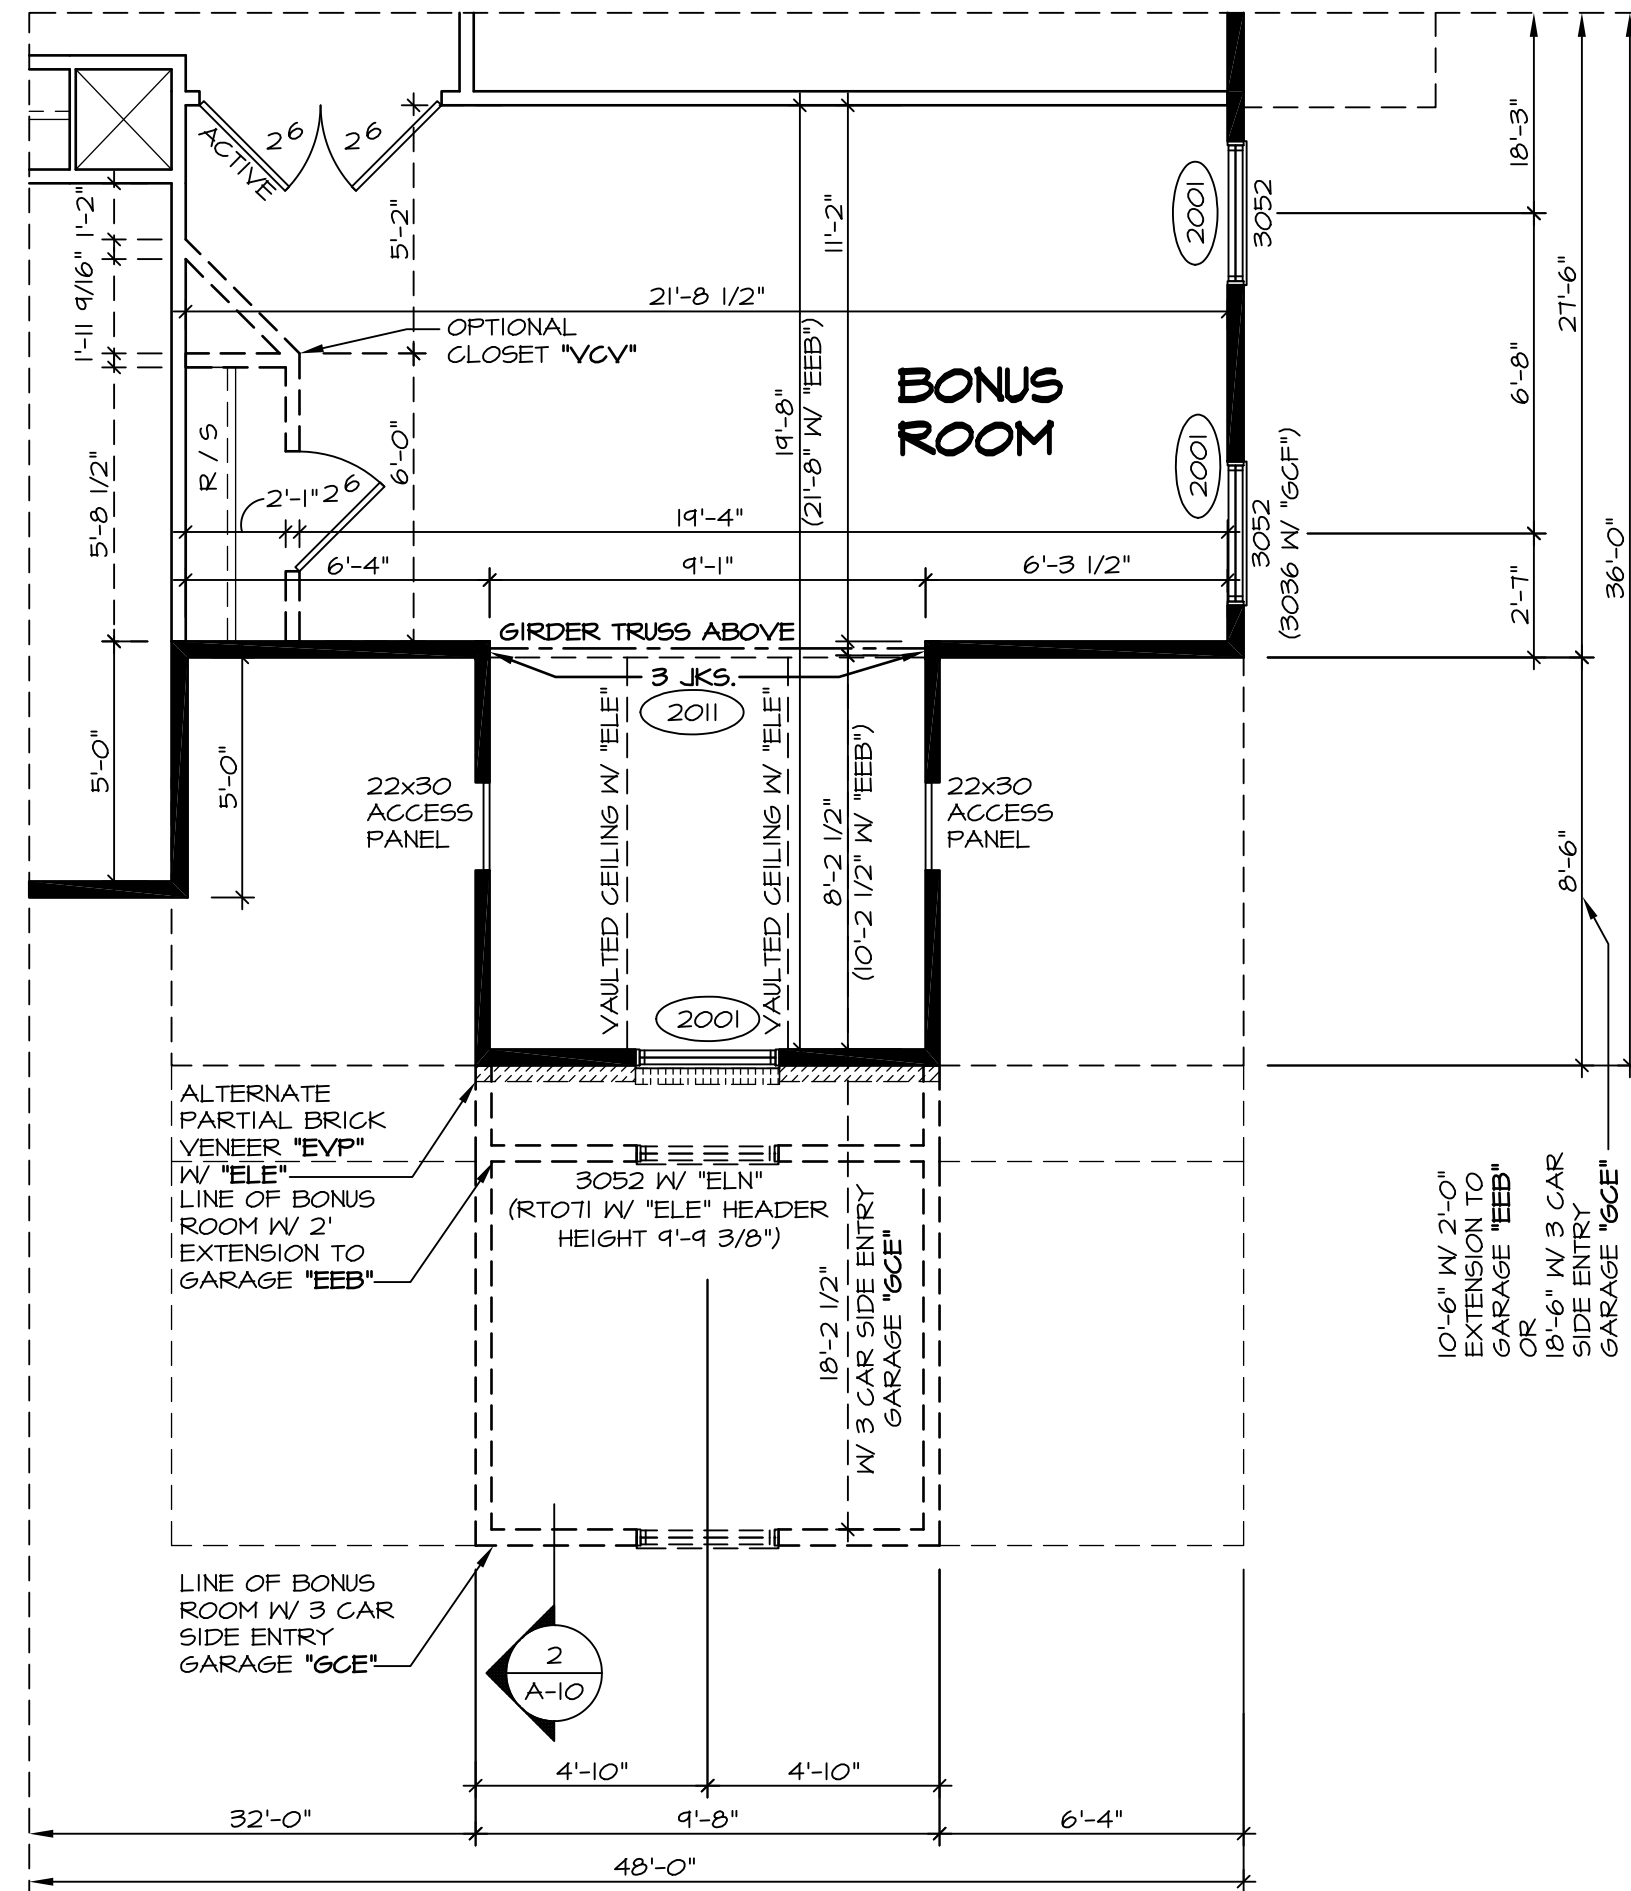 2⁶
2⁶
ACTIVE
1'-2"
1'-11 9/16"
5'-8 1/2"
5'-0"
5'-0"
5'-2"
6'-0"
11'-2"
21'-8 1/2"
OPTIONAL
CLOSET "VCV"
R / S
2'-1"
2⁶
19'-8"
(21'-8" W/ "EEB")
BONUS
ROOM
2001
3052
2001
3052
(3036 W/ "GCF")
18'-3"
6'-8"
2'-7"
27'-6"
36'-0"
8'-6"
19'-4"
6'-4"
9'-1"
6'-3 1/2"
GIRDER TRUSS ABOVE
3 JKS.
2011
22x30
ACCESS
PANEL
VAULTED CEILING W/ "ELE"
VAULTED CEILING W/ "ELE"
8'-2 1/2"
(10'-2 1/2" W/ "EEB")
22x30
ACCESS
PANEL
2001
ALTERNATE
PARTIAL BRICK
VENEER "EVP"
W/ "ELE"
LINE OF BONUS
ROOM W/ 2'
EXTENSION TO
GARAGE "EEB"
3052 W/ "ELN"
(RT071 W/ "ELE" HEADER
HEIGHT 9'-9 3/8")
18'-2 1/2"
W/ 3 CAR SIDE ENTRY
GARAGE "GCE"
10'-6" W/ 2'-0"
EXTENSION TO
GARAGE "EEB"
OR
18'-6" W/ 3 CAR
SIDE ENTRY
GARAGE "GCE"
LINE OF BONUS
ROOM W/ 3 CAR
SIDE ENTRY
GARAGE "GCE"
2
A-10
4'-10"
4'-10"
32'-0"
9'-8"
6'-4"
48'-0"